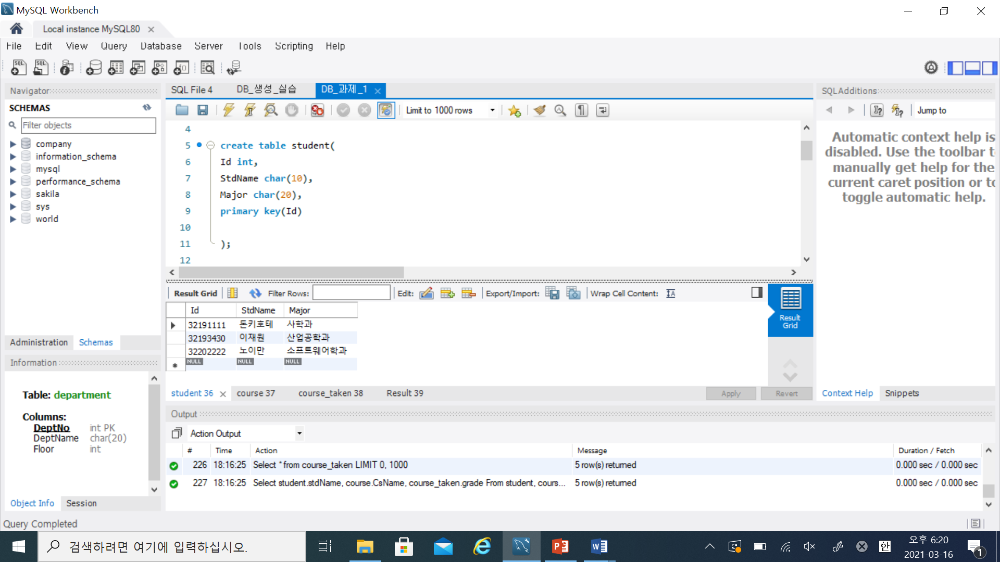 MySQL Workbench
Local instance MySQL80
File Edit View Query Database Server Tools Scripting Help
Navigator
SCHEMAS
Filter objects
company
information_schema
mysql
performance_schema
sakila
sys
world
Administration Schemas
Information
Table: department
Columns:
DeptNo int PK
DeptName char(20)
Floor int
Object Info Session
SQL File 4 DB_생성_실습 DB_과제_1
Limit to 1000 rows
4
5 create table student(
6 Id int,
7 StdName char(10),
8 Major char(20),
9 primary key(Id)
10
11 );
12
Result Grid Filter Rows: Edit: Export/Import: Wrap Cell Content:
Id StdName Major
32191111 돈키호테 사학과
32193430 이재원 산업공학과
32202222 노이만 소프트웨어학과
NULL NULL NULL
Result
Grid
student 36 course 37 course_taken 38 Result 39
Apply Revert
SQLAdditions
Jump to
Automatic context help is
disabled. Use the toolbar t
manually get help for the
current caret position or to
toggle automatic help.
Context Help Snippets
Output
Action Output
# Time Action Message Duration / Fetch
226 18:16:25 Select * from course_taken LIMIT 0, 1000 5 row(s) returned 0.000 sec / 0.000 sec
227 18:16:25 Select student.stdName, course.CsName, course_taken.grade From student, cours... 5 row(s) returned 0.000 sec / 0.000 sec
Query Completed
검색하려면 여기에 입력하십시오.
한
오후 6:20
2021-03-16
1